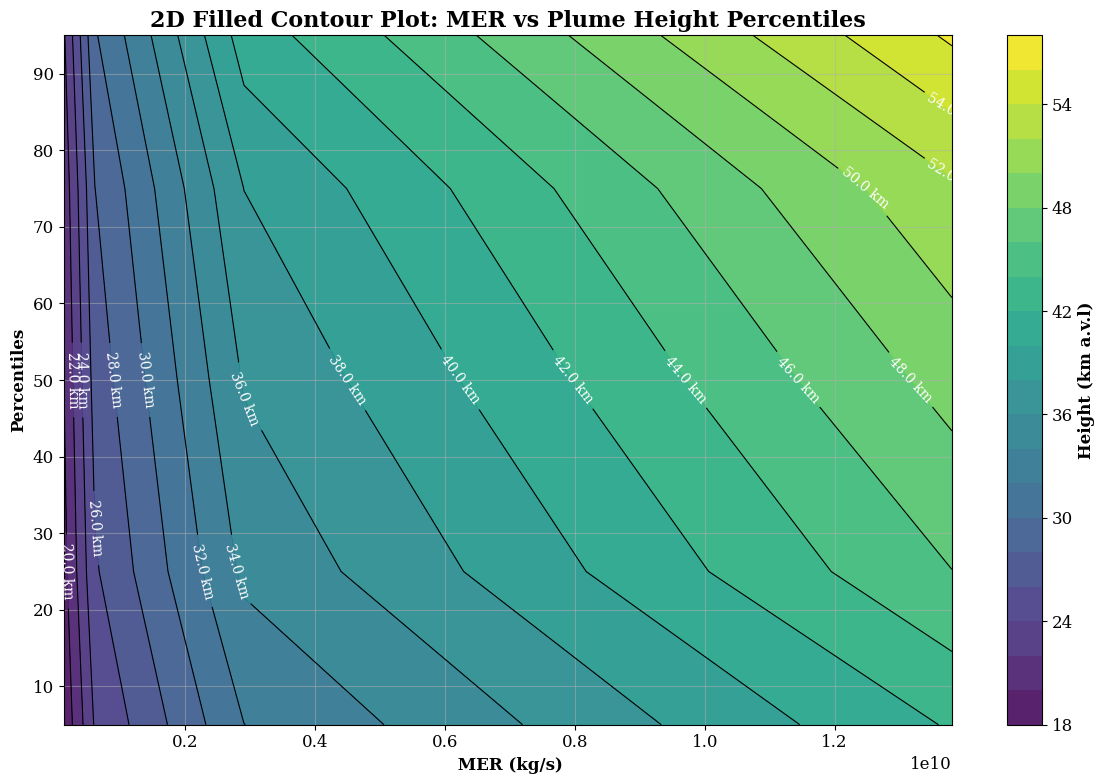 2D Filled Contour Plot: MER vs Plume Height Percentiles
90
80
70
60
50
40
30
20
10
Percentiles
20.0 km
22.0 km
24.0 km
26.0 km
28.0 km
30.0 km
32.0 km
34.0 km
36.0 km
38.0 km
40.0 km
42.0 km
44.0 km
46.0 km
48.0 km
50.0 km
52.0
54.0
0.2
0.4
0.6
0.8
1.0
1.2
1e10
MER (kg/s)
54
48
42
36
30
24
18
Height (km a.v.l)